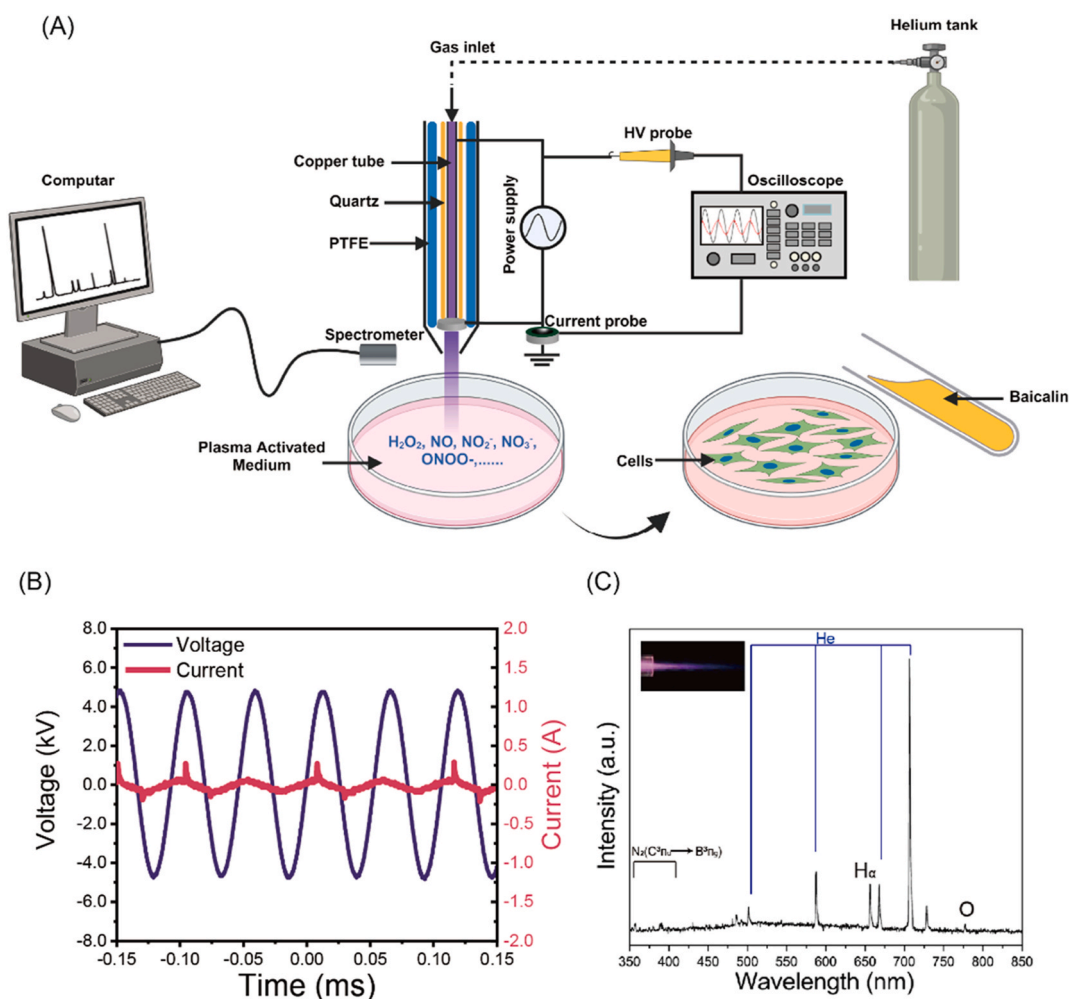 (A)
Helium tank
Gas inlet
HV probe
Copper tube
Computar
Oscilloscope
Quartz
Power supply
PTFE
Current probe
Spectrometer
Baicalin
H₂O₂, NO, NO₂⁻, NO₃⁻,
ONOO-,......
Plasma Activated
Medium
Cells
(B)
8.0
6.0
4.0
2.0
0.0
-2.0
-4.0
-6.0
-8.0
Voltage (kV)
Voltage
Current
2.0
1.5
1.0
0.5
0.0
-0.5
-1.0
-1.5
-2.0
Current (A)
-0.15 -0.10 -0.05 0.00 0.05 0.10 0.15
Time (ms)
(C)
Intensity (a.u.)
He
N₂(C³πᵤ→B³πg)
Hα
O
350 400 450 500 550 600 650 700 750 800 850
Wavelength (nm)